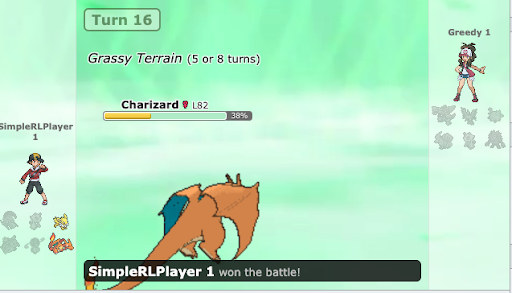 Turn 16
Greedy 1
Grassy Terrain (5 or 8 turns)
Charizard L82
38%
SimpleRLPlayer
1
SimpleRLPlayer 1 won the battle!